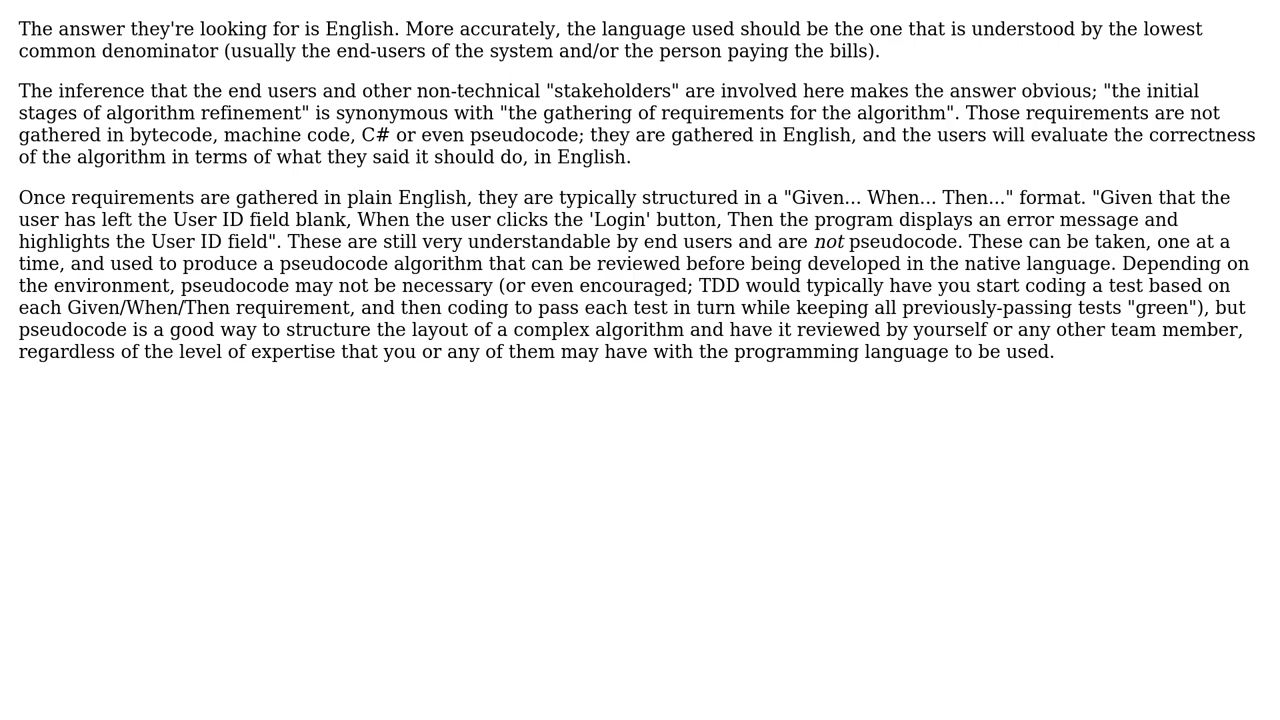 The answer they're looking for is English. More accurately, the language used should be the one that is understood by the lowest
common denominator (usually the end-users of the system and/or the person paying the bills).
The inference that the end users and other non-technical "stakeholders" are involved here makes the answer obvious; "the initial
stages of algorithm refinement" is synonymous with "the gathering of requirements for the algorithm". Those requirements are not
gathered in bytecode, machine code, C# or even pseudocode; they are gathered in English, and the users will evaluate the correctness
of the algorithm in terms of what they said it should do, in English.
Once requirements are gathered in plain English, they are typically structured in a "Given... When... Then..." format. "Given that the
user has left the User ID field blank, When the user clicks the 'Login' button, Then the program displays an error message and
highlights the User ID field". These are still very understandable by end users and are not pseudocode. These can be taken, one at a
time, and used to produce a pseudocode algorithm that can be reviewed before being developed in the native language. Depending on
the environment, pseudocode may not be necessary (or even encouraged; TDD would typically have you start coding a test based on
each Given/When/Then requirement, and then coding to pass each test in turn while keeping all previously-passing tests "green"), but
pseudocode is a good way to structure the layout of a complex algorithm and have it reviewed by yourself or any other team member,
regardless of the level of expertise that you or any of them may have with the programming language to be used.